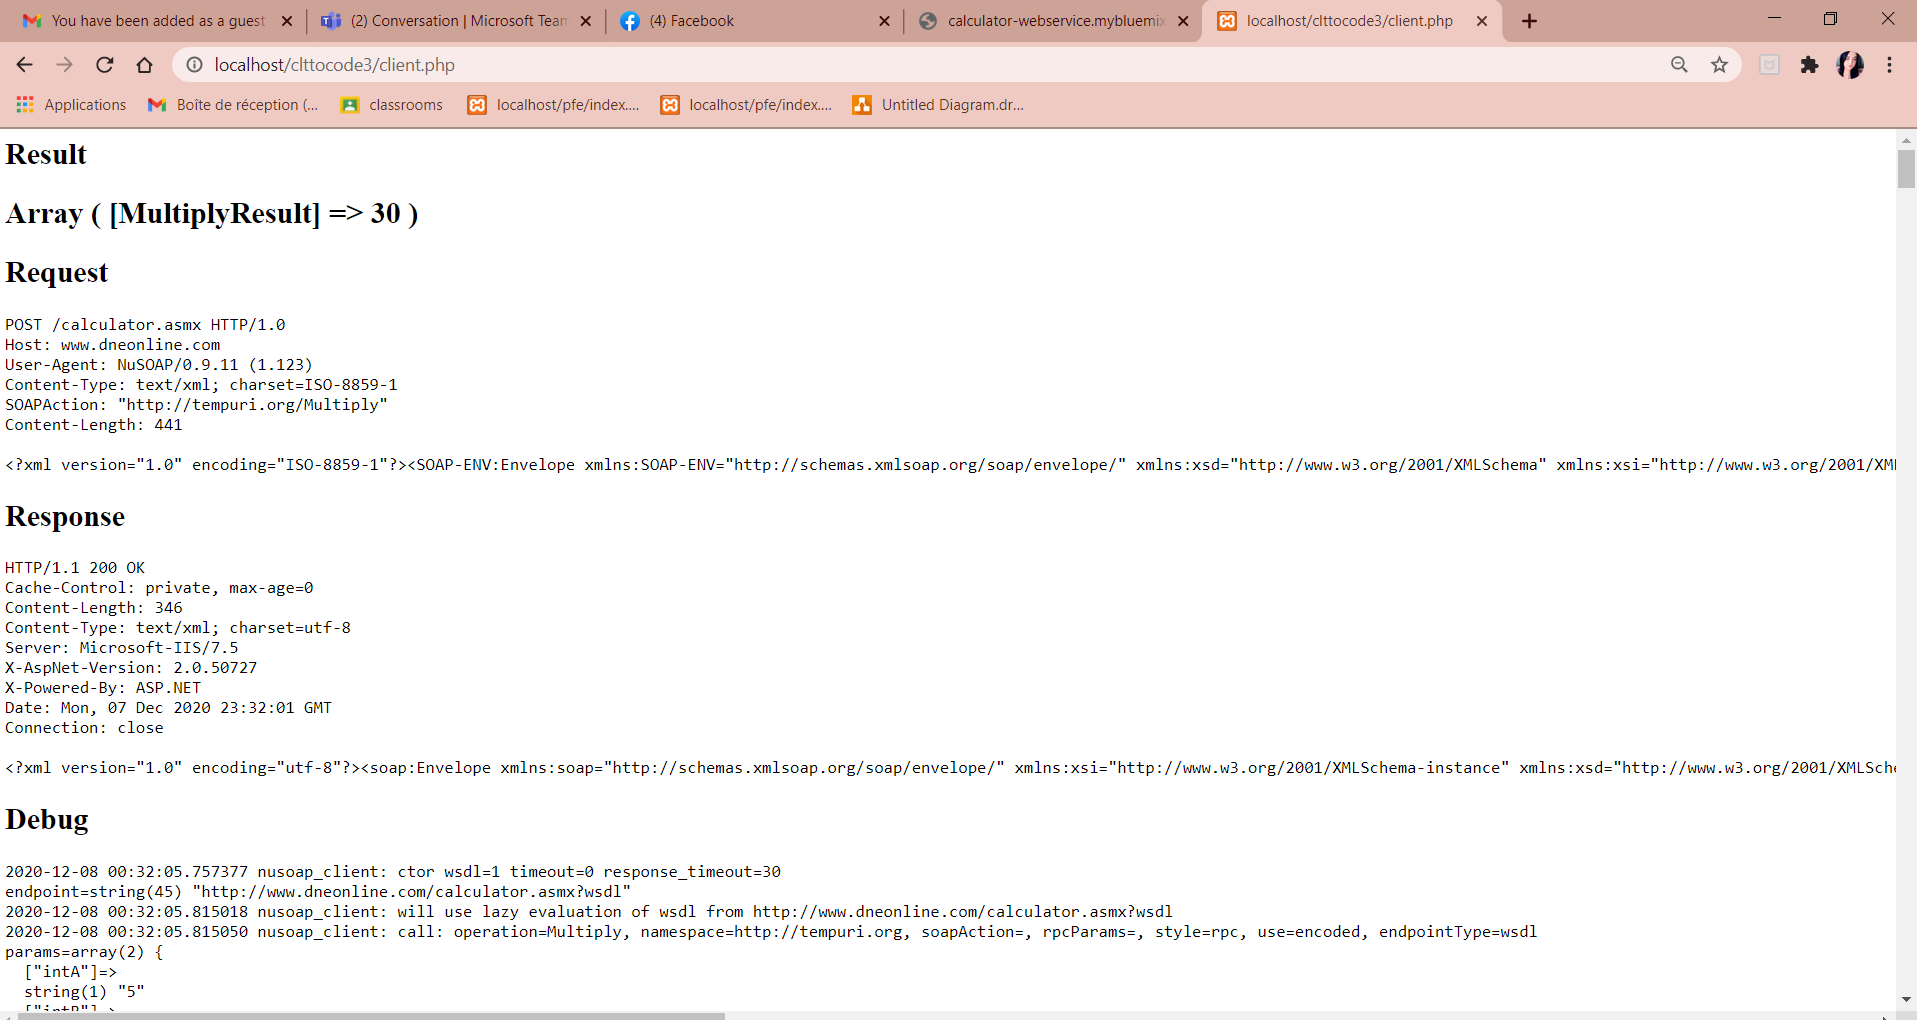 You have been added as a guest
(2) Conversation | Microsoft Team
(4) Facebook
calculator-webservice.mybluemix
localhost/clttocode3/client.php
localhost/clttocode3/client.php
Applications
Boîte de réception (...
classrooms
localhost/pfe/index....
localhost/pfe/index....
Untitled Diagram.dr...
Result
Array ( [MultiplyResult] => 30 )
Request
POST /calculator.asmx HTTP/1.0
Host: www.dneonline.com
User-Agent: NuSOAP/0.9.11 (1.123)
Content-Type: text/xml; charset=ISO-8859-1
SOAPAction: "http://tempuri.org/Multiply"
Content-Length: 441
<?xml version="1.0" encoding="ISO-8859-1"?><SOAP-ENV:Envelope xmlns:SOAP-ENV="http://schemas.xmlsoap.org/soap/envelope/" xmlns:xsd="http://www.w3.org/2001/XMLSchema" xmlns:xsi="http://www.w3.org/2001/XMl
Response
HTTP/1.1 200 OK
Cache-Control: private, max-age=0
Content-Length: 346
Content-Type: text/xml; charset=utf-8
Server: Microsoft-IIS/7.5
X-AspNet-Version: 2.0.50727
X-Powered-By: ASP.NET
Date: Mon, 07 Dec 2020 23:32:01 GMT
Connection: close
<?xml version="1.0" encoding="utf-8"?><soap:Envelope xmlns:soap="http://schemas.xmlsoap.org/soap/envelope/" xmlns:xsi="http://www.w3.org/2001/XMLSchema-instance" xmlns:xsd="http://www.w3.org/2001/XMLSche
Debug
2020-12-08 00:32:05.757377 nusoap_client: ctor wsdl=1 timeout=0 response_timeout=30
endpoint=string(45) "http://www.dneonline.com/calculator.asmx?wsdl"
2020-12-08 00:32:05.815018 nusoap_client: will use lazy evaluation of wsdl from http://www.dneonline.com/calculator.asmx?wsdl
2020-12-08 00:32:05.815050 nusoap_client: call: operation=Multiply, namespace=http://tempuri.org, soapAction=, rpcParams=, style=rpc, use=encoded, endpointType=wsdl
params=array(2) {
["intA"]=>
string(1) "5"
["intB"]=>